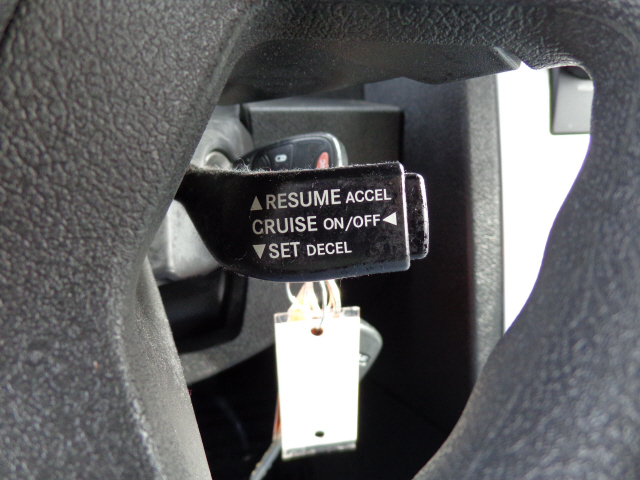 ▲RESUME ACCEL
CRUISE ON/OFF◀
▼SET DECEL